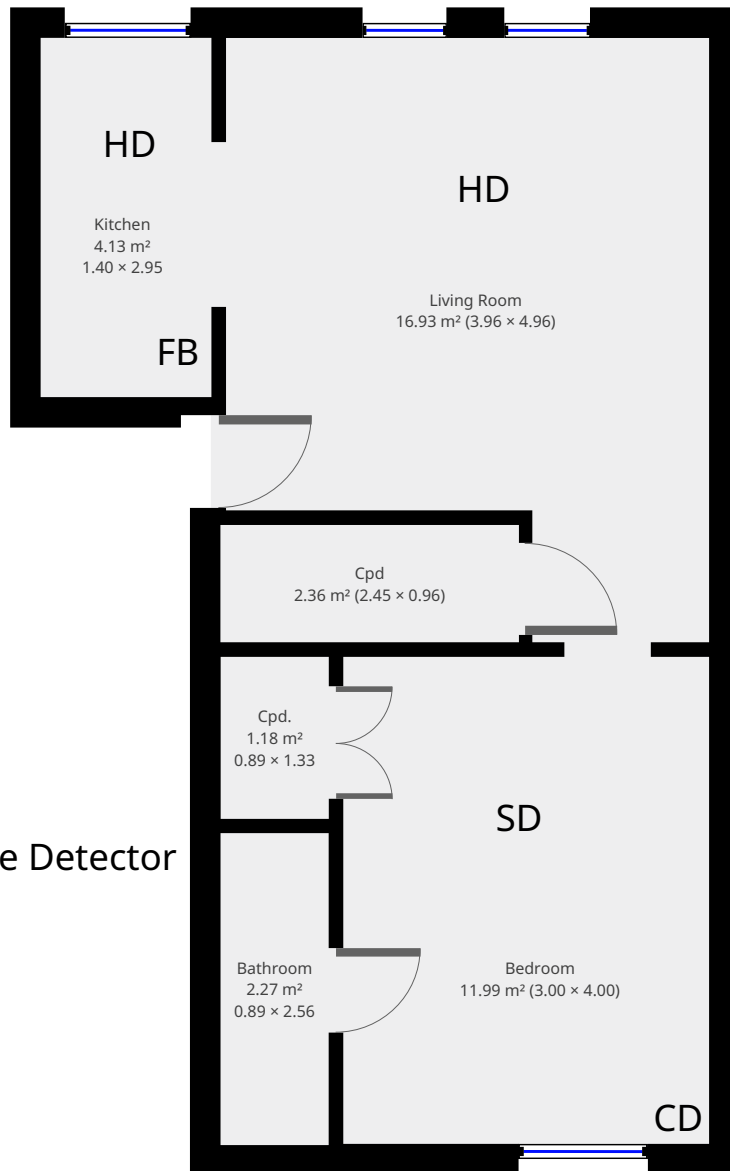 HD
HD
Kitchen
4.13 m²
1.40 × 2.95
Living Room
16.93 m² (3.96 × 4.96)
FB
Cpd
2.36 m² (2.45 × 0.96)
Cpd.
1.18 m²
0.89 × 1.33
SD
e Detector
Bathroom
2.27 m²
0.89 × 2.56
Bedroom
11.99 m² (3.00 × 4.00)
CD